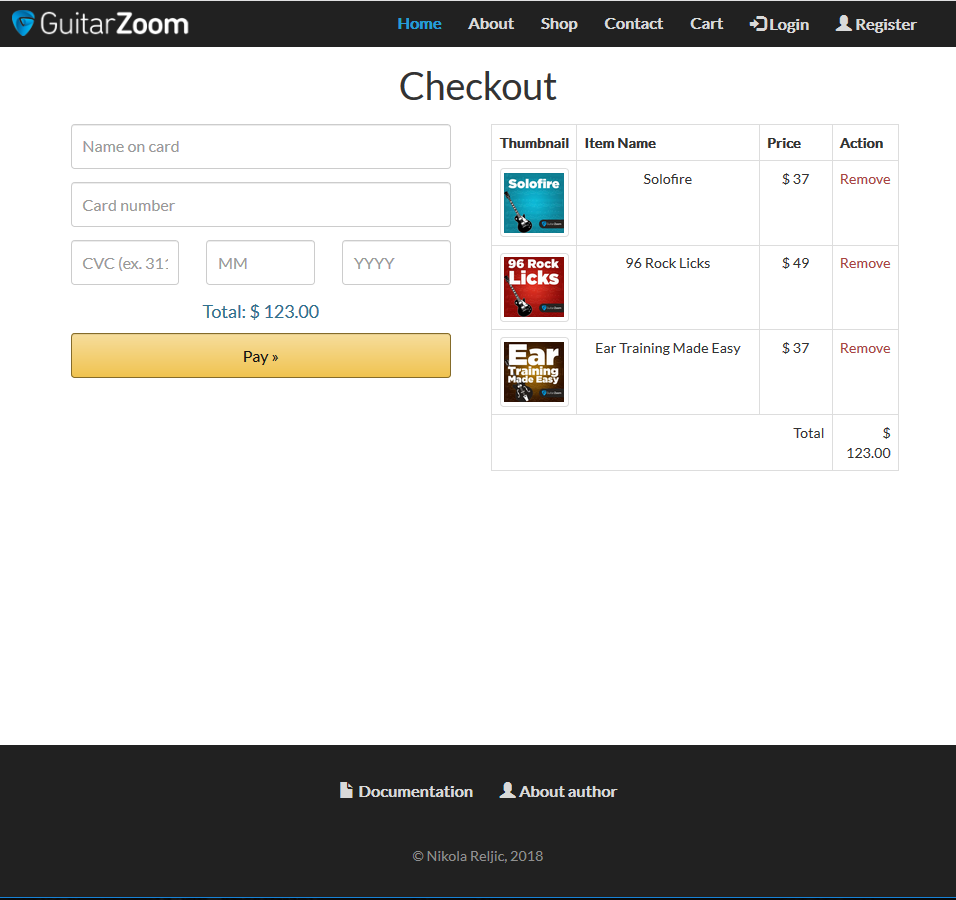 GuitarZoom
Home About Shop Contact Cart Login Register
Checkout
Name on card
Card number
CVC (ex. 311
MM
YYYY
Total: $ 123.00
Pay »
Thumbnail Item Name Price Action
Solofire
Solofire $ 37 Remove
96 Rock
Licks
96 Rock Licks $ 49 Remove
Ear
Training
Made Easy
Ear Training Made Easy $ 37 Remove
Total $
123.00
Documentation About author
© Nikola Reljic, 2018